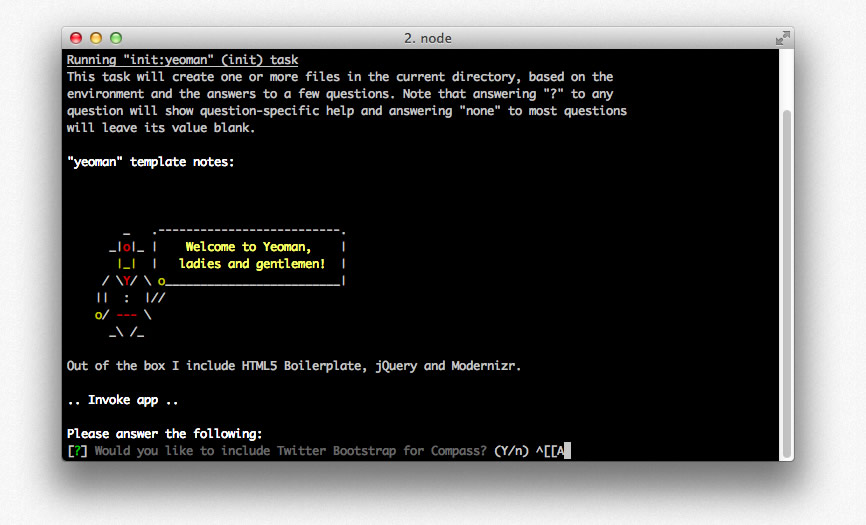 2. node
Running "init:yeoman" (init) task
This task will create one or more files in the current directory, based on the
environment and the answers to a few questions. Note that answering "?" to any
question will show question-specific help and answering "none" to most questions
will leave its value blank.
"yeoman" template notes:
        _   .--------------------------.
      _|o|_ |    Welcome to Yeoman,    |
       |_|  |   ladies and gentlemen!  |
     / \Y/ \ o_________________________|
    ||  :  |//
    o/ --- \
      _\ /_
Out of the box I include HTML5 Boilerplate, jQuery and Modernizr.
.. Invoke app ..
Please answer the following:
[?] Would you like to include Twitter Bootstrap for Compass? (Y/n) ^[[A